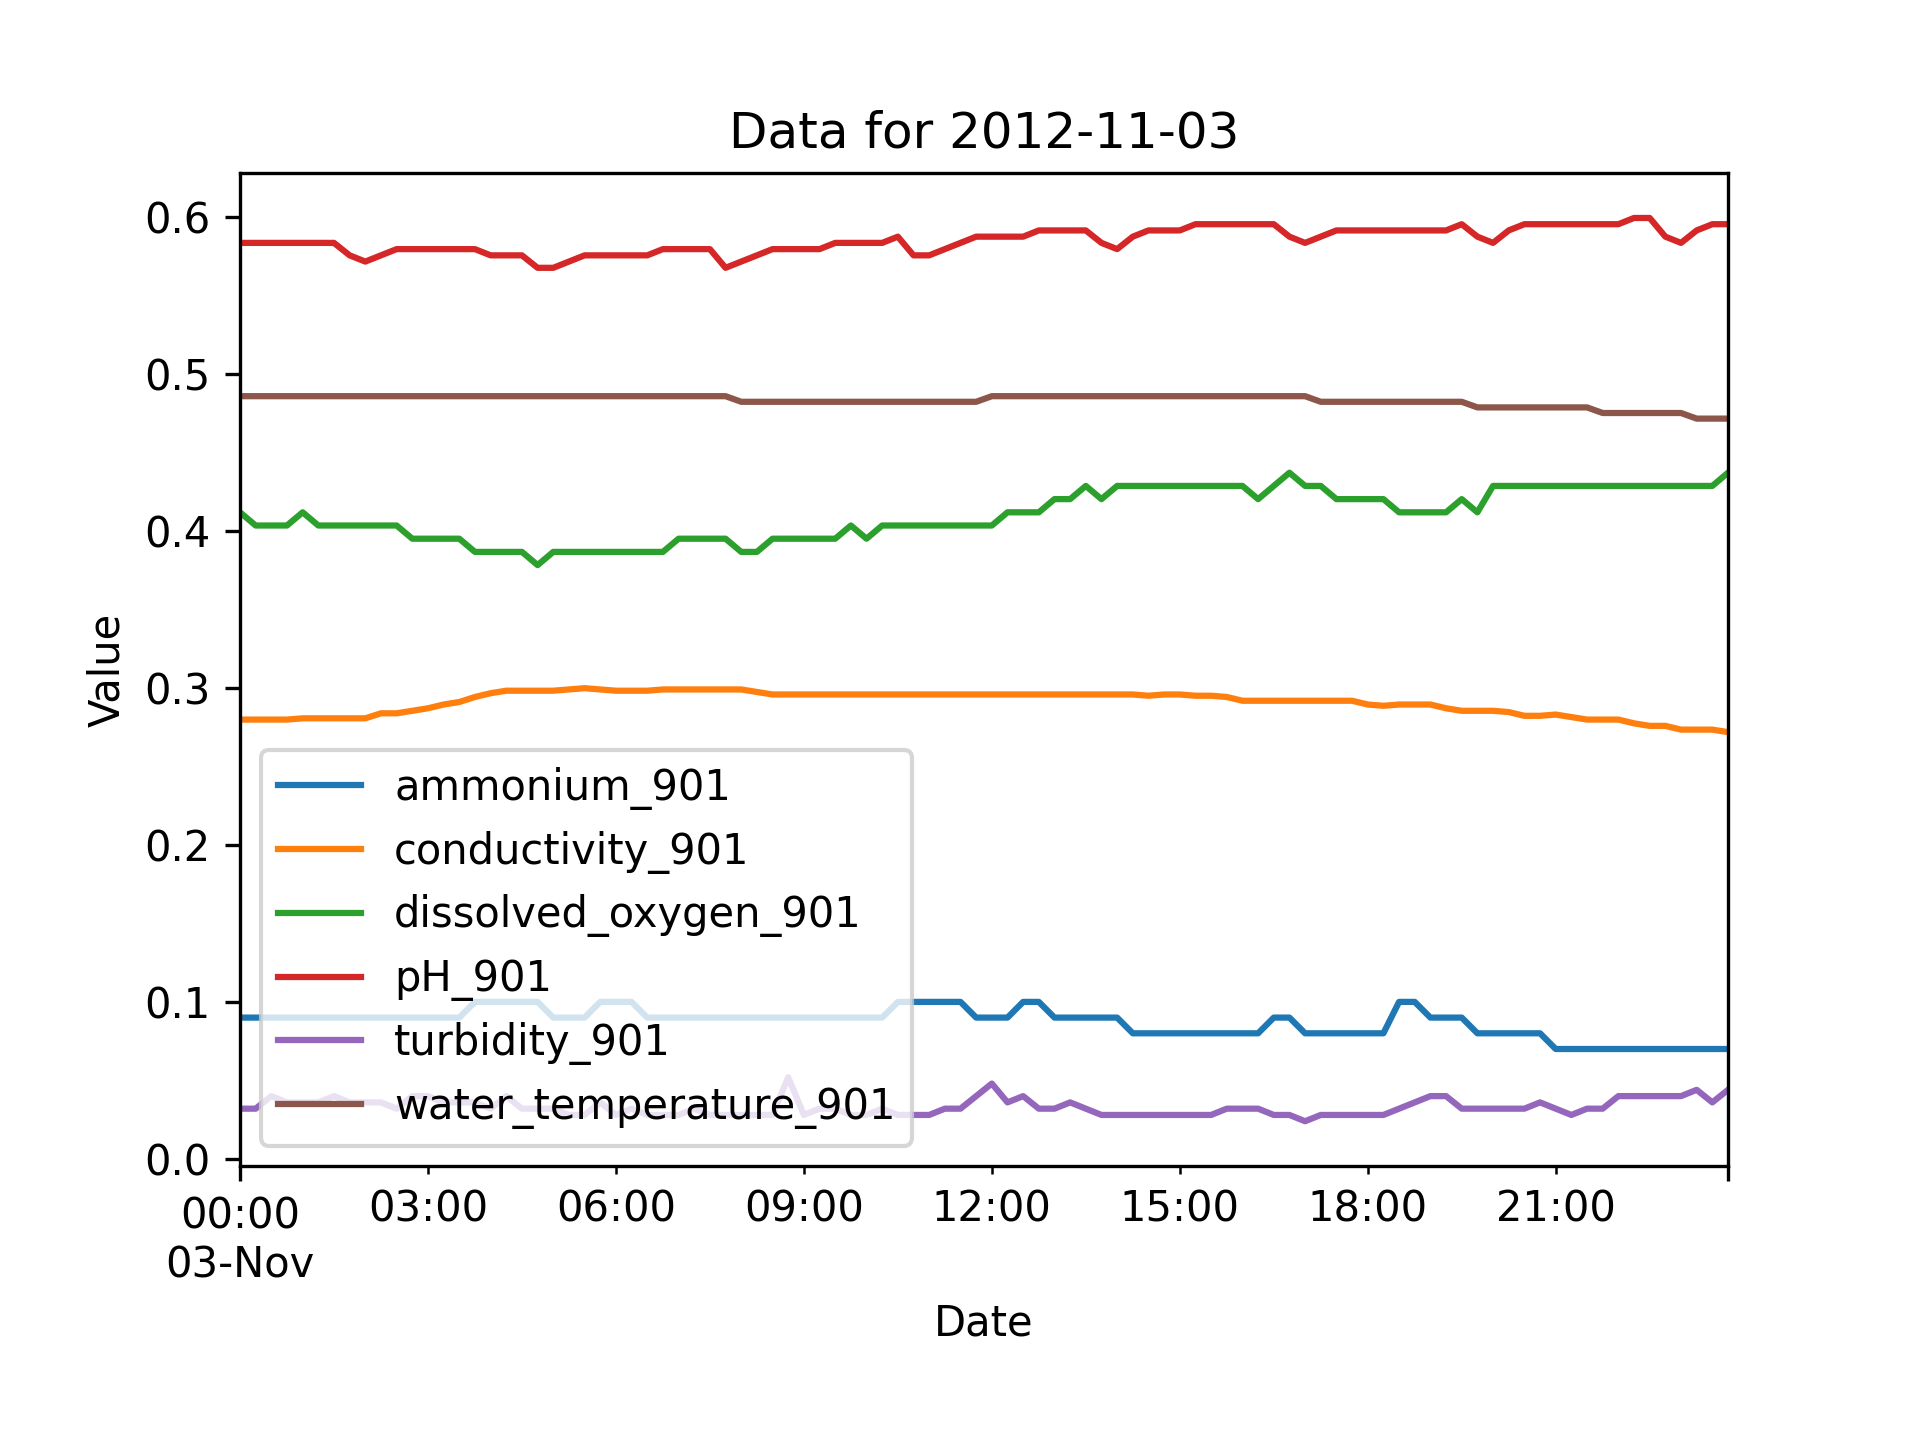 Data for 2012-11-03
0.6
0.5
0.4
0.3
0.2
0.1
0.0
Value
ammonium_901
conductivity_901
dissolved_oxygen_901
pH_901
turbidity_901
water_temperature_901
00:00 03:00 06:00 09:00 12:00 15:00 18:00 21:00
03-Nov
Date